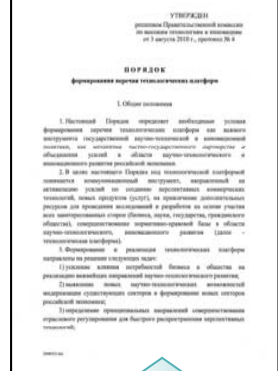 УТВЕРЖДЕН
решением Правительственной комиссии
по высоким технологиям и инновациям
от 3 августа 2010 г., протокол № 4
ПОРЯДОК
формирования перечня технологических платформ
I. Общие положения
1. Настоящий Порядок определяет необходимые условия
формирования перечня технологических платформ как важного
инструмента государственной научно-технической и инновационной
политики, как механизма частно-государственного партнерства и
объединения усилий в области научно-технологического и
инновационного развития российской экономики.
2. В целях настоящего Порядка под технологической платформой
понимается коммуникационный инструмент, направленный на
активизацию усилий по созданию перспективных коммерческих
технологий, новых продуктов (услуг), на привлечение дополнительных
ресурсов для проведения исследований и разработок на основе участия
всех заинтересованных сторон (бизнеса, науки, государства, гражданского
общества), совершенствование нормативно-правовой базы в области
научно-технологического, инновационного развития (далее -
технологическая платформа).
3. Формирование и реализация технологических платформ
направлены на решение следующих задач:
1) усиление влияния потребностей бизнеса и общества на
реализацию важнейших направлений научно-технологического развития;
2) выявление новых научно-технологических возможностей
модернизации существующих секторов и формирование новых секторов
российской экономики;
3) определение принципиальных направлений совершенствования
отраслевого регулирования для быстрого распространения перспективных
технологий;